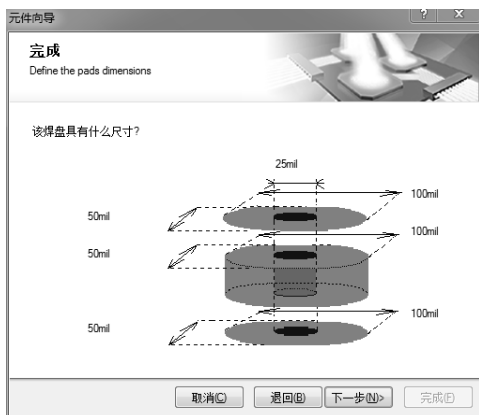 元件向导
? X
完成
Define the pads dimensions
该焊盘具有什么尺寸?
25mil
100mil
50mil
100mil
50mil
100mil
50mil
取消(C)
退回(B)
下一步(N)>
完成(F)